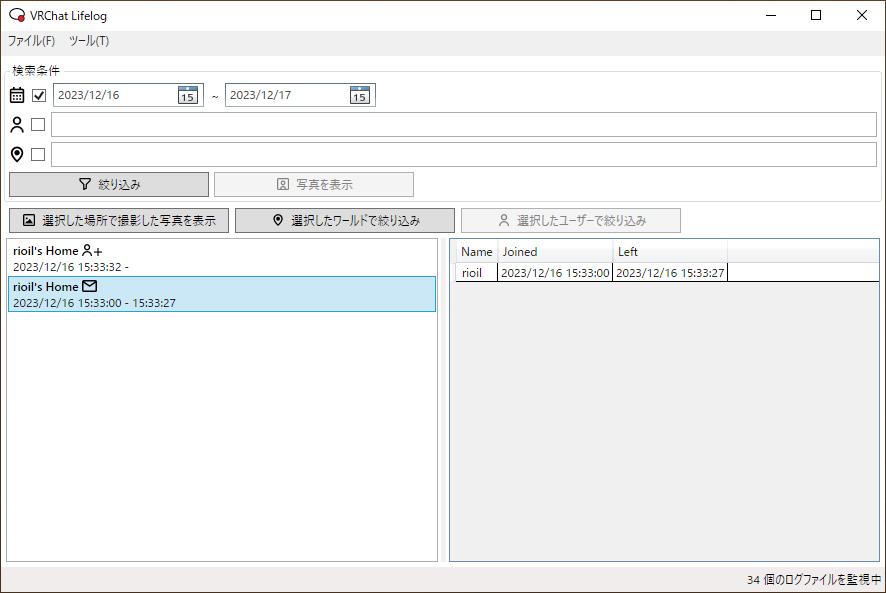 VRChat Lifelog
ファイル(F) ツール(T)
検索条件
2023/12/16 15 ~ 2023/12/17 15
絞り込み 写真を表示
選択した場所で撮影した写真を表示 選択したワールドで絞り込み 選択したユーザーで絞り込み
rioil's Home
2023/12/16 15:33:32 -
rioil's Home
2023/12/16 15:33:00 - 15:33:27
Name Joined Left
rioil 2023/12/16 15:33:00 2023/12/16 15:33:27
34 個のログファイルを監視中